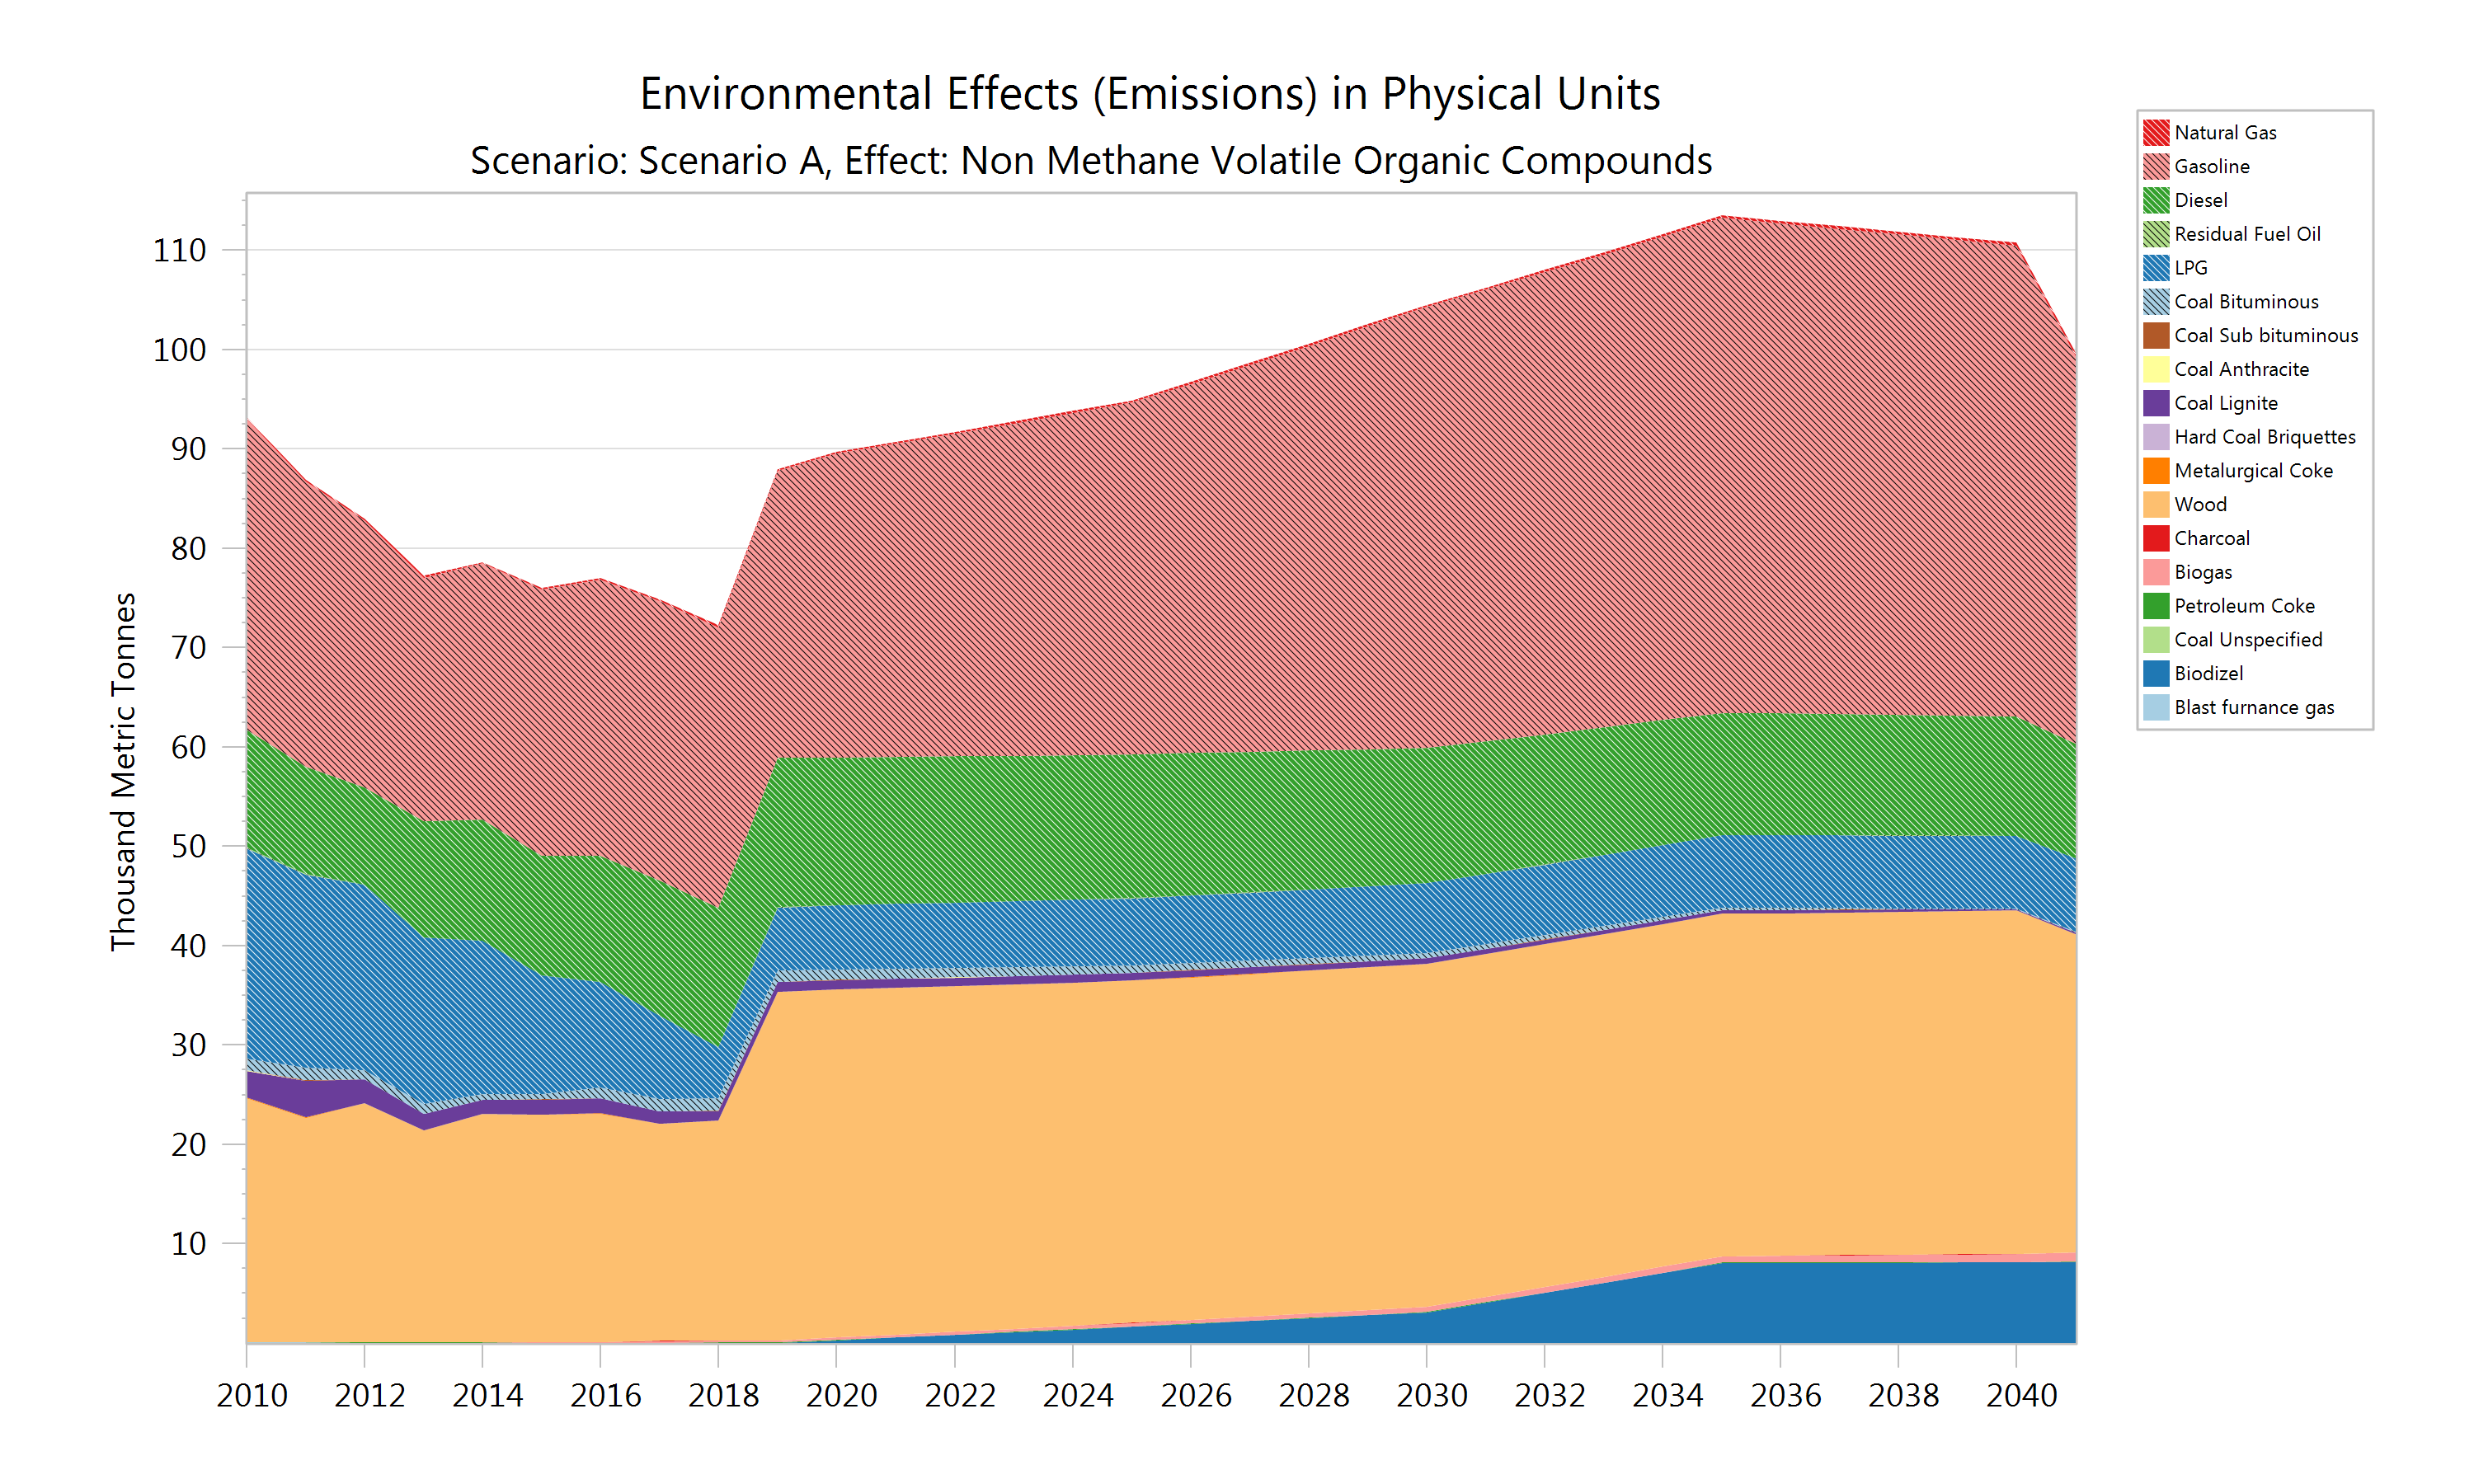 Environmental Effects (Emissions) in Physical Units
Scenario: Scenario A, Effect: Non Methane Volatile Organic Compounds
Thousand Metric Tonnes
110
100
90
80
70
60
50
40
30
20
10
2010 2012 2014 2016 2018 2020 2022 2024 2026 2028 2030 2032 2034 2036 2038 2040
Natural Gas
Gasoline
Diesel
Residual Fuel Oil
LPG
Coal Bituminous
Coal Sub bituminous
Coal Anthracite
Coal Lignite
Hard Coal Briquettes
Metalurgical Coke
Wood
Charcoal
Biogas
Petroleum Coke
Coal Unspecified
Biodizel
Blast furnance gas